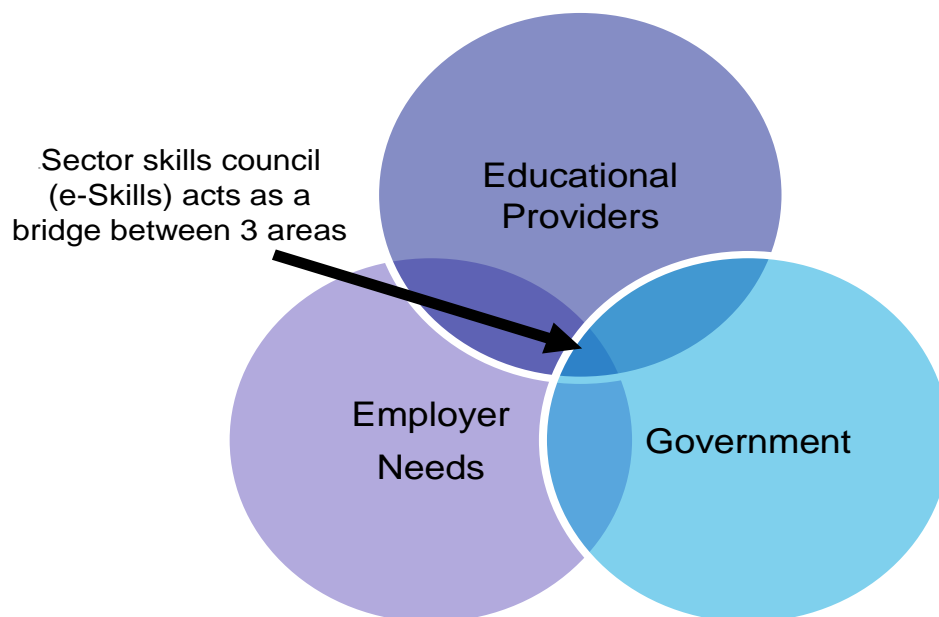 Sector skills council
(e-Skills) acts as a
bridge between 3 areas
Educational
Providers
Employer
Needs
Government